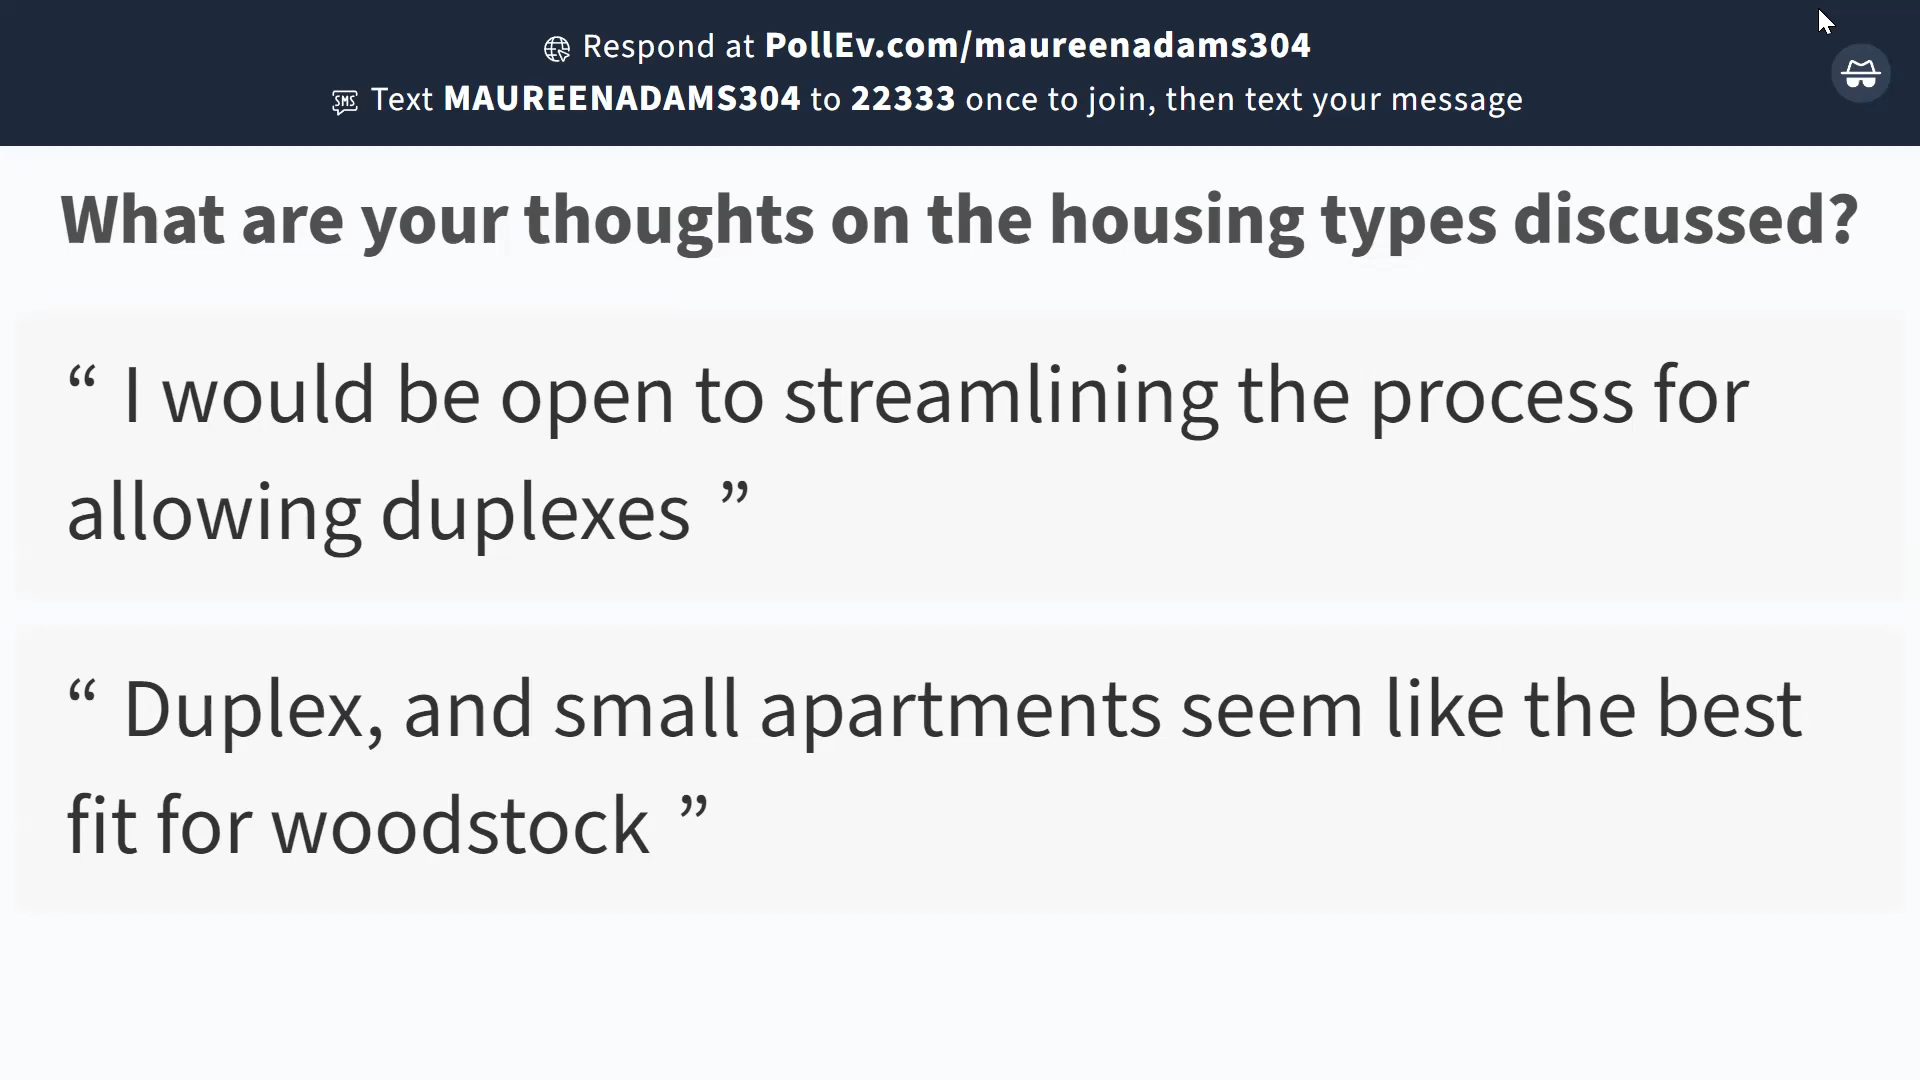 Respond at PollEv.com/maureenadams304
SMS Text MAUREENADAMS304 to 22333 once to join, then text your message
What are your thoughts on the housing types discussed?
“ I would be open to streamlining the process for
allowing duplexes ”
“ Duplex, and small apartments seem like the best
fit for woodstock ”